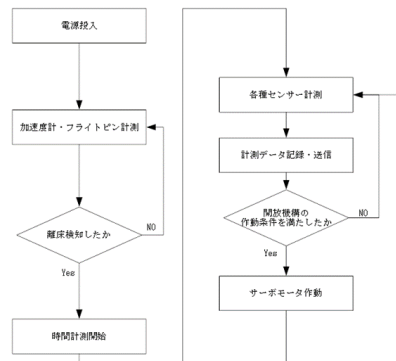 電源投入
加速度計・フライトピン計測
離床検知したか
NO
Yes
時間計測開始
各種センサー計測
計測データ記録・送信
開放機構の
作動条件を満たしたか
NO
Yes
サーボモータ作動